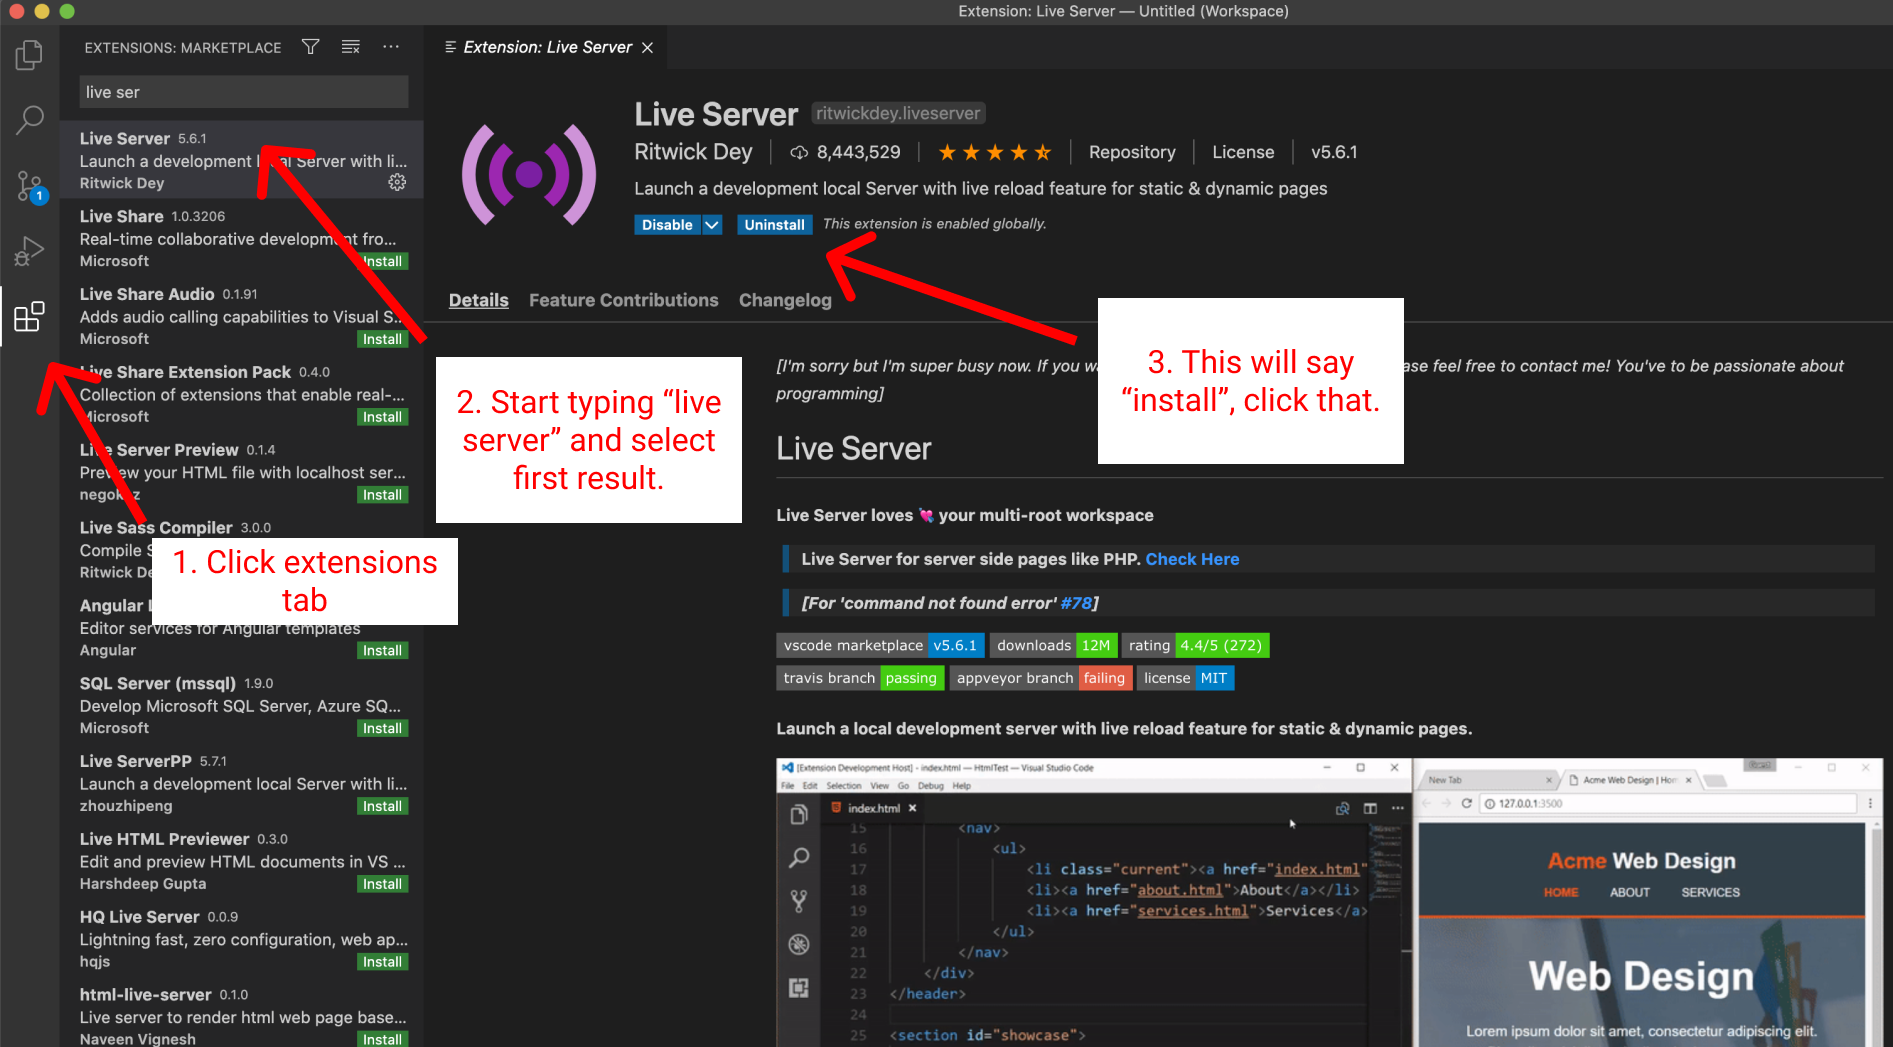 Extension: Live Server — Untitled (Workspace)
EXTENSIONS: MARKETPLACE
live ser
Live Server 5.6.1
Launch a development local Server with li...
Ritwick Dey
Live Share 1.0.3206
Real-time collaborative development fro...
Microsoft
Install
Live Share Audio 0.1.91
Adds audio calling capabilities to Visual S...
Microsoft
Install
Live Share Extension Pack 0.4.0
Collection of extensions that enable real-...
Microsoft
Install
Live Server Preview 0.1.4
Preview your HTML file with localhost ser...
negokaz
Install
Live Sass Compiler 3.0.0
Compile S
Ritwick De
Angular L
Editor services for Angular templates
Angular
Install
SQL Server (mssql) 1.9.0
Develop Microsoft SQL Server, Azure SQ...
Microsoft
Install
Live ServerPP 5.7.1
Launch a development local Server with li...
zhouzhipeng
Install
Live HTML Previewer 0.3.0
Edit and preview HTML documents in VS ...
Harshdeep Gupta
Install
HQ Live Server 0.0.9
Lightning fast, zero configuration, web ap...
hqjs
Install
html-live-server 0.1.0
Live server to render html web page base...
Naveen Vignesh
Install
1
1. Click extensions
tab
2. Start typing “live
server” and select
first result.
3. This will say
“install”, click that.
Extension: Live Server
Live Server ritwickdey.liveserver
Ritwick Dey 8,443,529 Repository License v5.6.1
Launch a development local Server with live reload feature for static & dynamic pages
Disable Uninstall This extension is enabled globally.
Details Feature Contributions Changelog
[I'm sorry but I'm super busy now. If you wa ase feel free to contact me! You've to be passionate about
programming]
Live Server
Live Server loves 💘 your multi-root workspace
Live Server for server side pages like PHP. Check Here
[For 'command not found error' #78]
vscode marketplace v5.6.1 downloads 12M rating 4.4/5 (272)
travis branch passing appveyor branch failing license MIT
Launch a local development server with live reload feature for static & dynamic pages.
[Extension Development Host] - index.html — HtmlTest — Visual Studio Code
File Edit Selection View Go Debug Help
index.html
15 <nav>
16 <ul>
17 <li class="current"><a href="index.html"
18 <li><a href="about.html">About</a></li>
19 <li><a href="services.html">Services</a>
20 </ul>
21 </nav>
22 </div>
23 </header>
24
25 <section id="showcase">
New Tab
Acme Web Design | Hom
127.0.0.1:3500
Acme Web Design
HOME ABOUT SERVICES
Web Design
Lorem ipsum dolor sit amet, consectetur adipiscing elit.